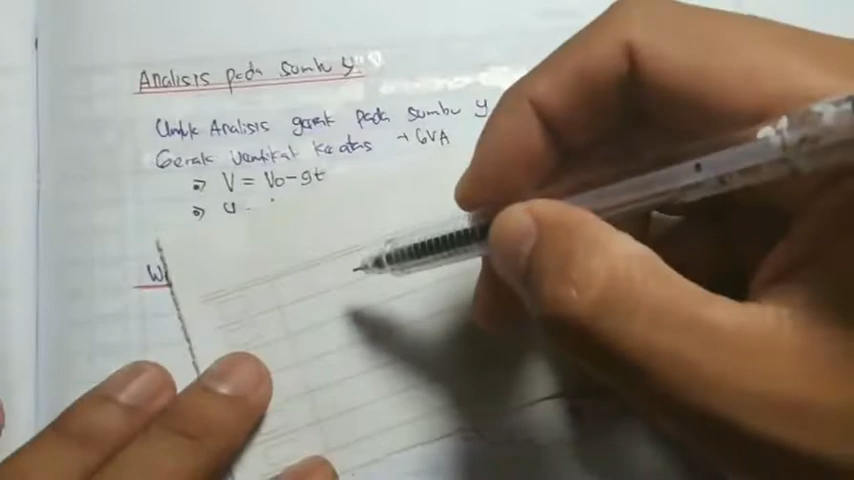 Analisis pada sumbu y
Untuk Analisis gerak pada sumbu y
Gerak Vertikal ke atas → GVA
⇒ V = Vo - gt
⇒ y
W